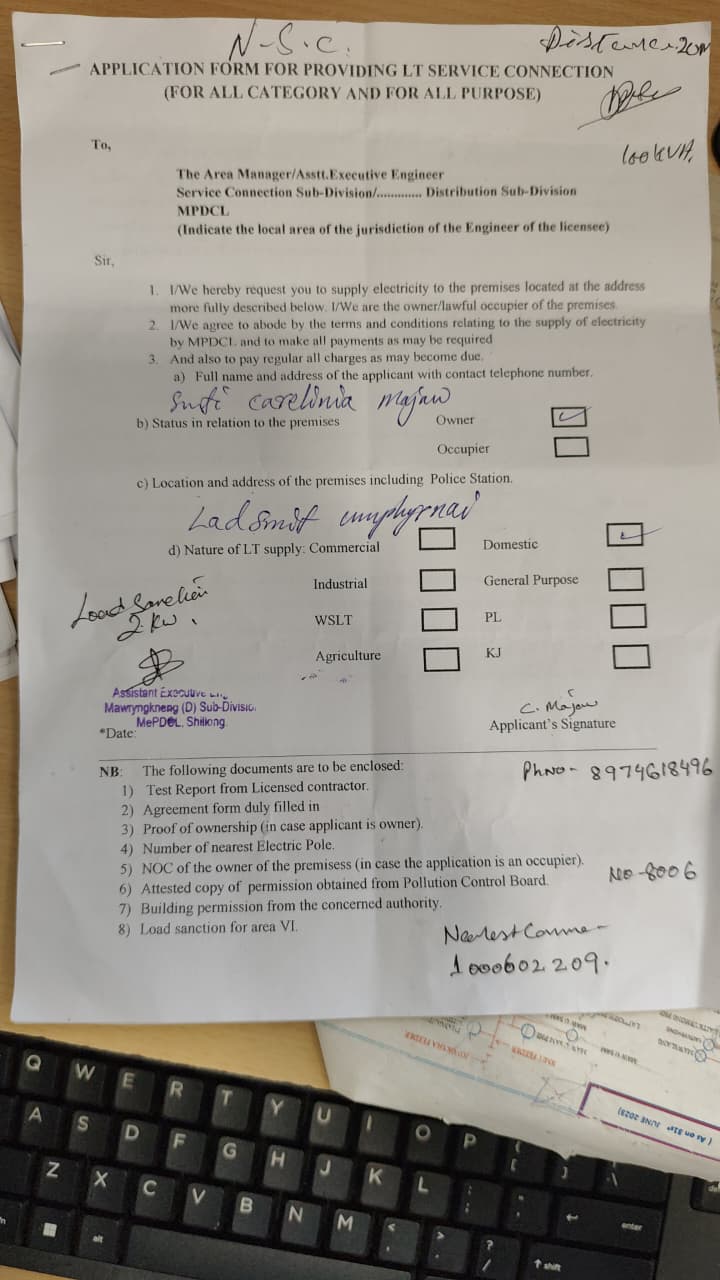 N-S.C.
Distance-20M
APPLICATION FORM FOR PROVIDING LT SERVICE CONNECTION
(FOR ALL CATEGORY AND FOR ALL PURPOSE)
100KVA.
To,
The Area Manager/Asstt.Executive Engineer
Service Connection Sub-Division/............. Distribution Sub-Division
MPDCL
(Indicate the local area of the jurisdiction of the Engineer of the licensee)
Sir,
1. I/We hereby request you to supply electricity to the premises located at the address
more fully described below. I/We are the owner/lawful occupier of the premises.
2. I/We agree to abode by the terms and conditions relating to the supply of electricity
by MPDCL and to make all payments as may be required
3. And also to pay regular all charges as may become due.
a) Full name and address of the applicant with contact telephone number.
Smti carelinia majaw
b) Status in relation to the premises Owner
Occupier
c) Location and address of the premises including Police Station.
Lad Smit umphyrnai
d) Nature of LT supply: Commercial Domestic
Industrial General Purpose
WSLT PL
Agriculture KJ
Load Sanction
2 KW.
Assistant Executive
Mawryngkneng (D) Sub-Divisio
MePDCL, Shillong.
*Date:
C. Majaw
Applicant's Signature
NB: The following documents are to be enclosed:
PhNO- 8974618496
1) Test Report from Licensed contractor.
2) Agreement form duly filled in
3) Proof of ownership (in case applicant is owner).
4) Number of nearest Electric Pole.
5) NOC of the owner of the premisess (in case the application is an occupier).
6) Attested copy of permission obtained from Pollution Control Board.
NO-8006
7) Building permission from the concerned authority.
8) Load sanction for area VI.
1000602209.
( As on 31st JUNE 2023)
Q W E R T Y U I O P
A S D F G H J K L
Z X C V B N M
enter
alt
shift